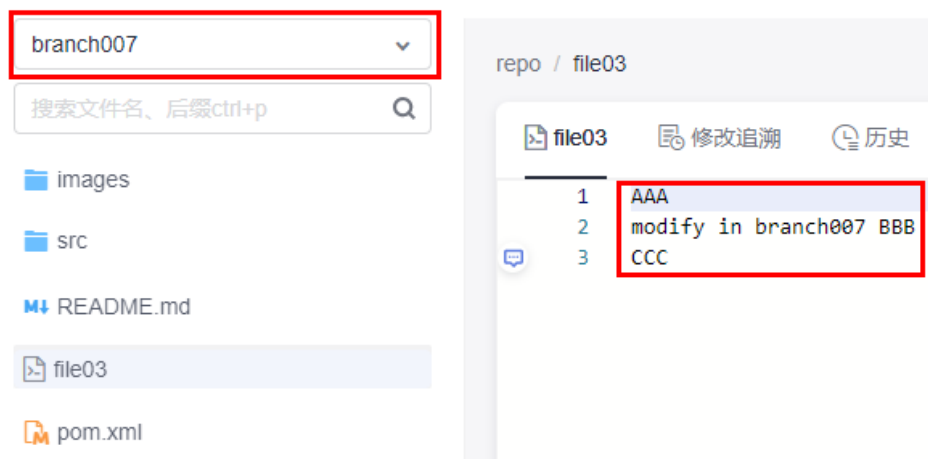 branch007
搜索文件名、后缀ctrl+p
images
src
M↓ README.md
file03
pom.xml
repo / file03
file03 修改追溯 历史
1 AAA
2 modify in branch007 BBB
3 CCC